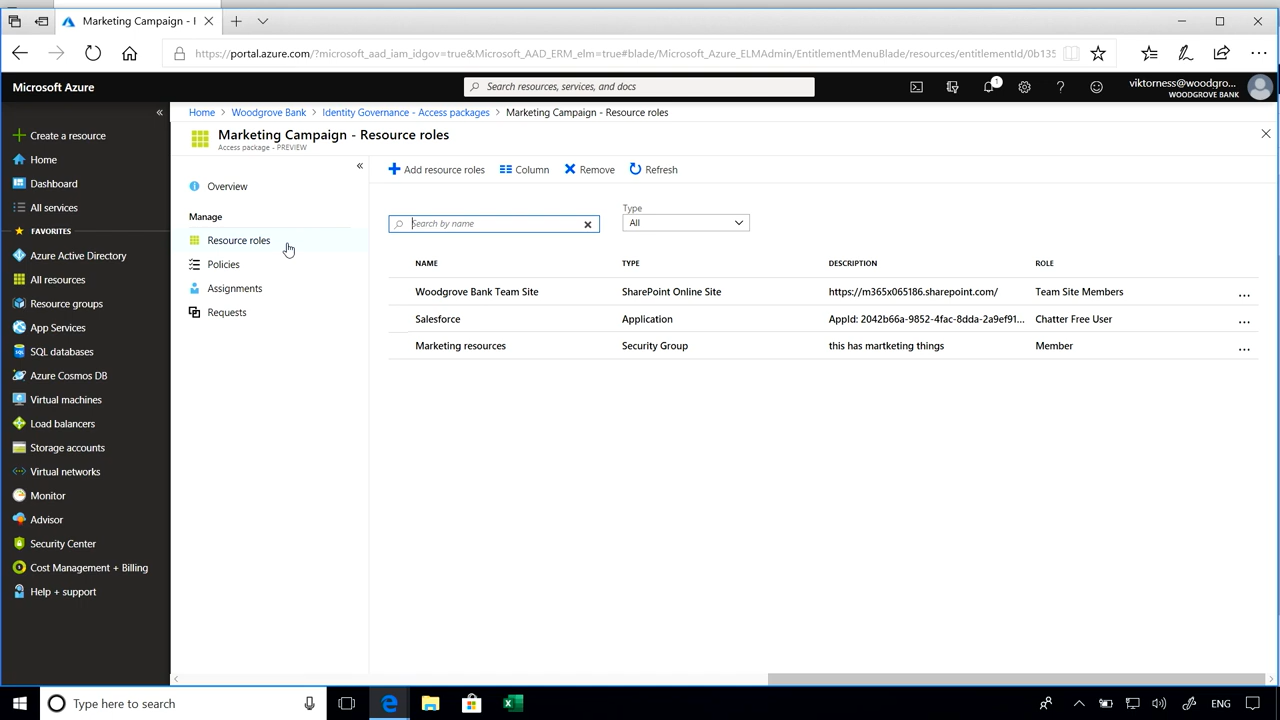 Marketing Campaign - I
https://portal.azure.com/?microsoft_aad_iam_idgov=true&Microsoft_AAD_ERM_elm=true#blade/Microsoft_Azure_ELMAdmin/EntitlementMenuBlade/resources/entitlementId/0b135
Microsoft Azure
Search resources, services, and docs
1
viktorness@woodgro...
WOODGROVE BANK
Home
Woodgrove Bank
Identity Governance - Access packages
Marketing Campaign - Resource roles
Marketing Campaign - Resource roles
Access package - PREVIEW
Create a resource
Home
Dashboard
All services
FAVORITES
Azure Active Directory
All resources
Resource groups
App Services
SQL databases
Azure Cosmos DB
Virtual machines
Load balancers
Storage accounts
Virtual networks
Monitor
Advisor
Security Center
Cost Management + Billing
Help + support
Overview
Manage
Resource roles
Policies
Assignments
Requests
Add resource roles
Column
Remove
Refresh
Search by name
Type
All
NAME TYPE DESCRIPTION ROLE
Woodgrove Bank Team Site SharePoint Online Site https://m365x065186.sharepoint.com/ Team Site Members ...
Salesforce Application AppId: 2042b66a-9852-4fac-8dda-2a9ef91... Chatter Free User ...
Marketing resources Security Group this has martketing things Member ...
Type here to search
ENG